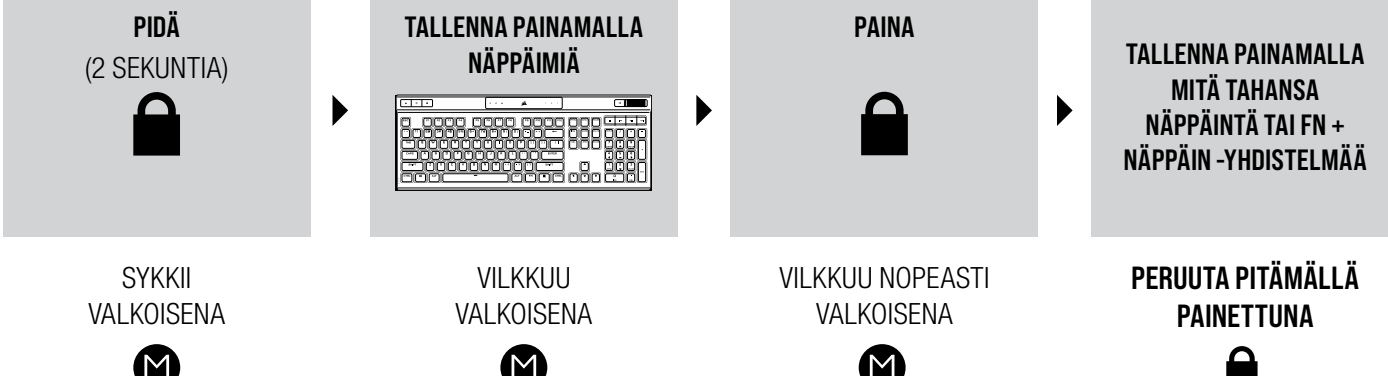 PIDÄ
(2 SEKUNTIA)
TALLENNA PAINAMALLA
NÄPPÄIMIÄ
PAINA
TALLENNA PAINAMALLA
MITÄ TAHANSA
NÄPPÄINTÄ TAI FN +
NÄPPÄIN -YHDISTELMÄÄ
SYKKII
VALKOISENA
M
VILKKUU
VALKOISENA
M
VILKKUU NOPEASTI
VALKOISENA
M
PERUUTA PITÄMÄLLÄ
PAINETTUNA